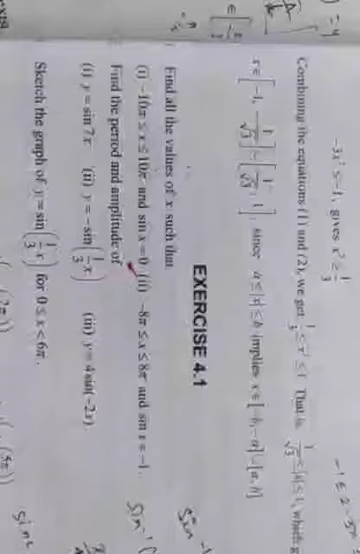 -3x² ≤ -1, gives x² ≥ 1/3
Combining the equations (1) and (2), we get 1/3 ≤ x² ≤ 1. That is, 1/√3 ≤ |x| ≤ 1, which
x ∈ [-1, -1/√3] ∪ [1/√3, 1], since a ≤ |x| ≤ b implies x ∈ [-b, -a] ∪ [a, b]
EXERCISE 4.1
Find all the values of x such that
(i) -10π ≤ x ≤ 10π and sin x = 0 (ii) -8π ≤ x ≤ 8π and sin x = -1.
Find the period and amplitude of
(i) y = sin 7x (ii) y = -sin(1/3 x) (iii) y = 4 sin(-2x).
Sketch the graph of y = sin(1/3 x) for 0 ≤ x < 6π.